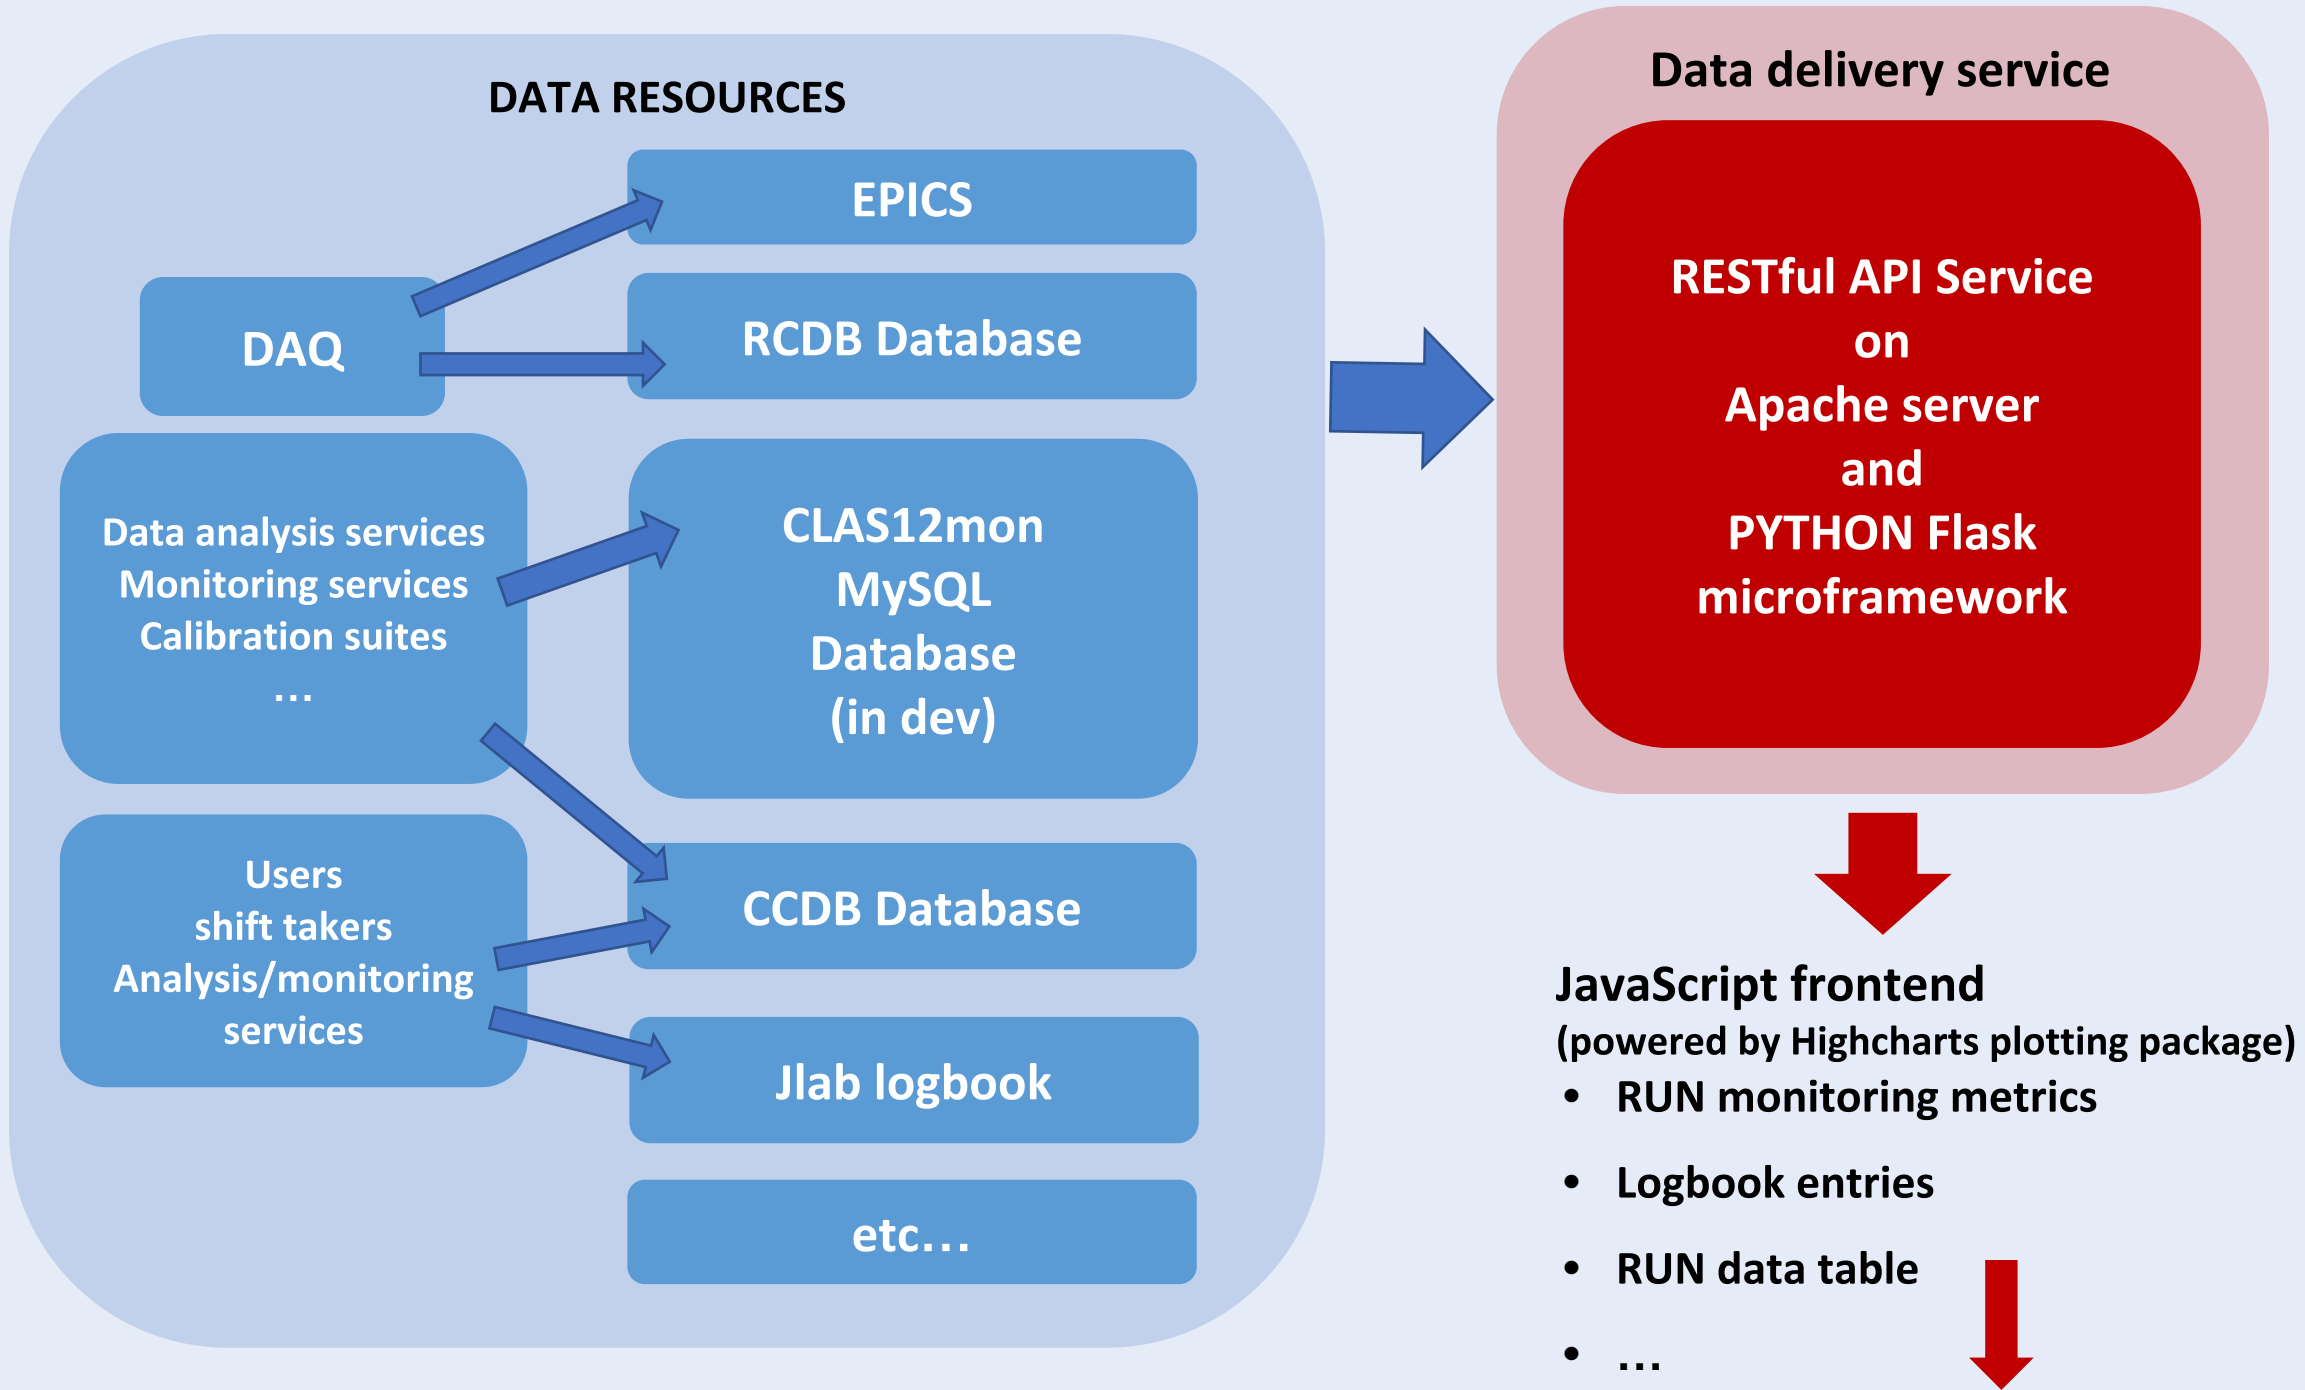 DATA RESOURCES
DAQ
Data analysis services
Monitoring services
Calibration suites
...
Users
shift takers
Analysis/monitoring
services
EPICS
RCDB Database
CLAS12mon
MySQL
Database
(in dev)
CCDB Database
Jlab logbook
etc...
Data delivery service
RESTful API Service
on
Apache server
and
PYTHON Flask
microframework
JavaScript frontend
(powered by Highcharts plotting package)
• RUN monitoring metrics
• Logbook entries
• RUN data table
• ...